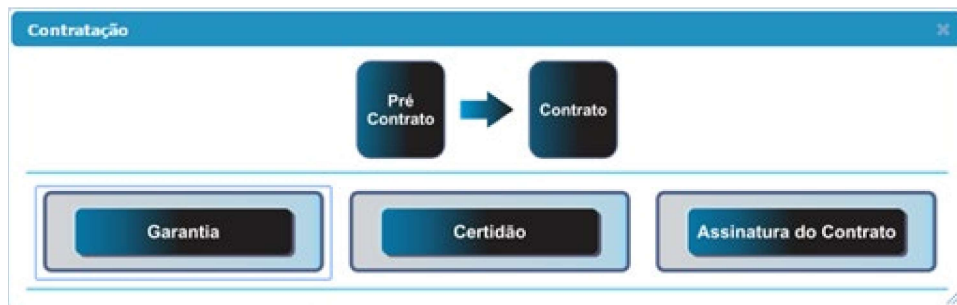 Contratação
Pré
Contrato
Contrato
Garantia
Certidão
Assinatura do Contrato